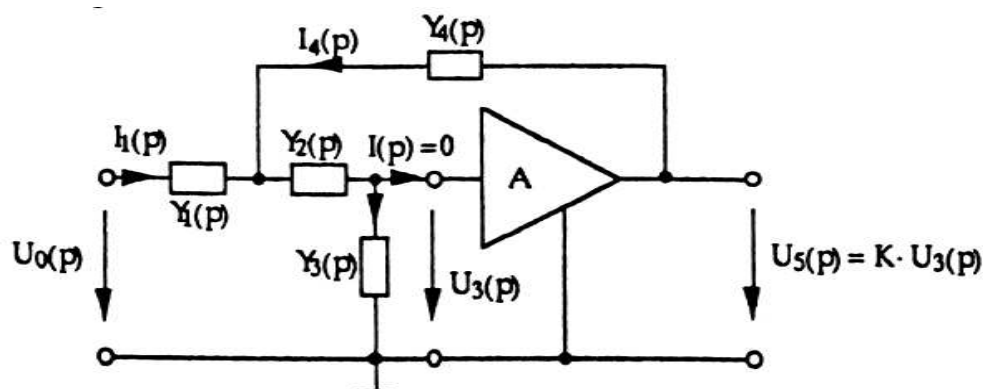 Y4(p)
I4(p)
I1(p)
Y2(p)
I(p)=0
A
Y1(p)
U0(p)
Y3(p)
U3(p)
U5(p) = K· U3(p)